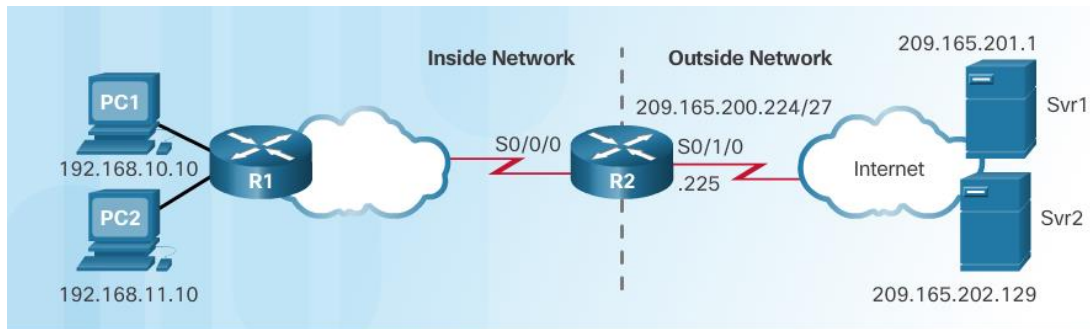 209.165.201.1
Inside Network
Outside Network
PC1
209.165.200.224/27
Svr1
192.168.10.10
S0/0/0
S0/1/0
R1
R2
Internet
.225
PC2
Svr2
192.168.11.10
209.165.202.129